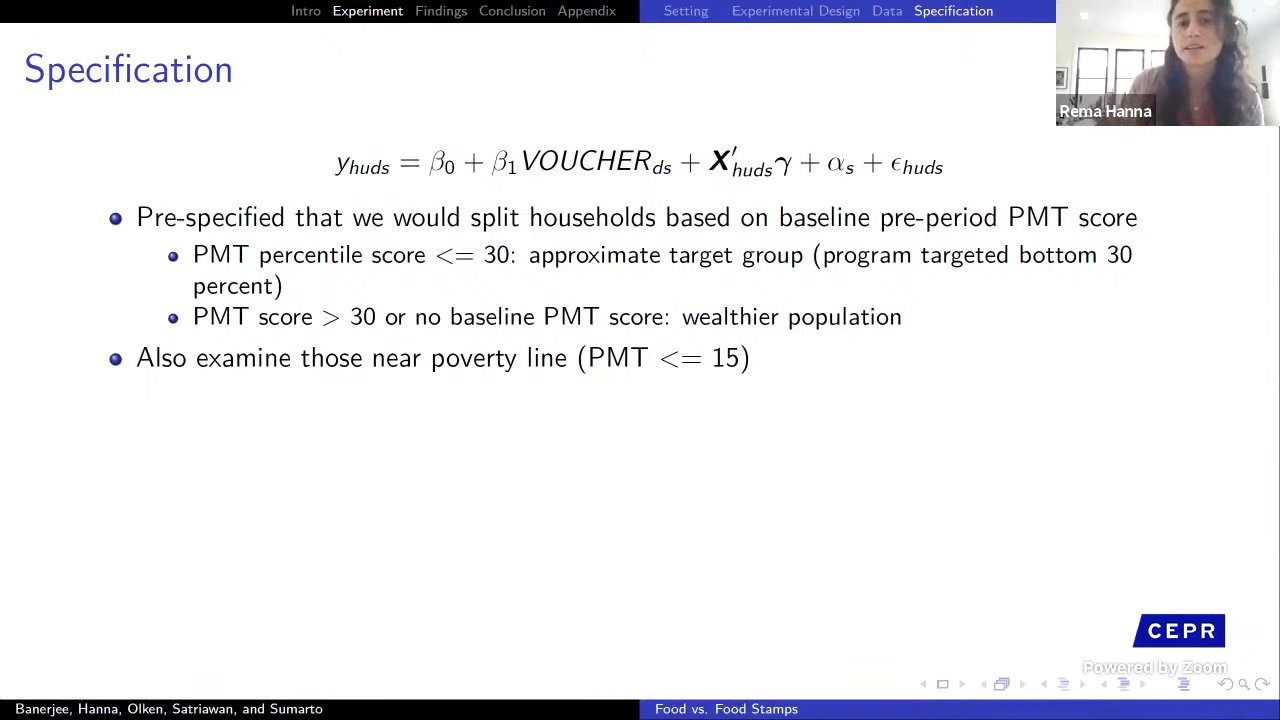 Intro Experiment Findings Conclusion Appendix Setting Experimental Design Data Specification
Specification
Rema Hanna
y_huds = β_0 + β_1 VOUCHER_ds + X'_huds γ + α_s + ϵ_huds
Pre-specified that we would split households based on baseline pre-period PMT score
PMT percentile score <= 30: approximate target group (program targeted bottom 30
percent)
PMT score > 30 or no baseline PMT score: wealthier population
Also examine those near poverty line (PMT <= 15)
CEPR
Powered by Zoom
Banerjee, Hanna, Olken, Satriawan, and Sumarto Food vs. Food Stamps